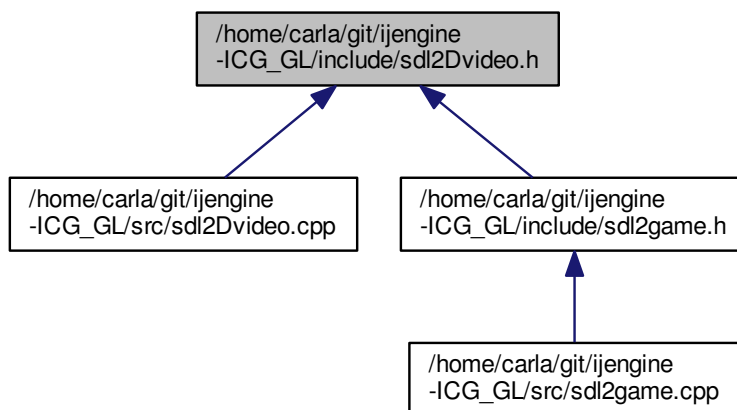 /home/carla/git/ijengine
-ICG_GL/include/sdl2Dvideo.h
/home/carla/git/ijengine
-ICG_GL/src/sdl2Dvideo.cpp
/home/carla/git/ijengine
-ICG_GL/include/sdl2game.h
/home/carla/git/ijengine
-ICG_GL/src/sdl2game.cpp